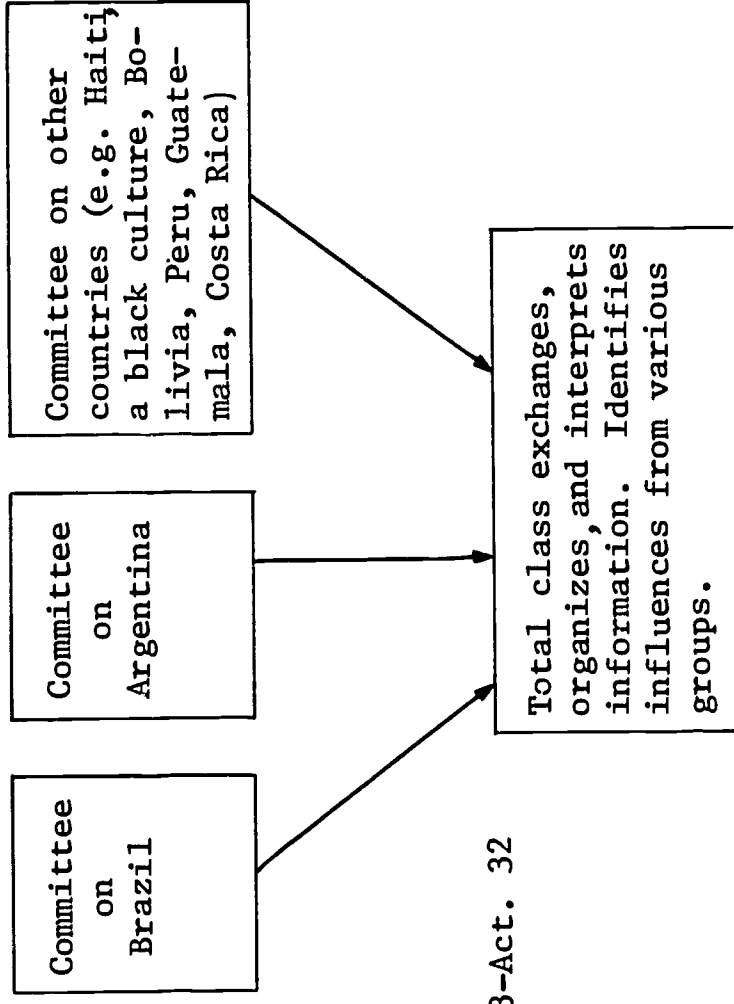 Committee
on
Brazil
Committee
on
Argentina
Committee on other
countries (e.g. Haiti,
a black culture, Bo-
livia, Peru, Guate-
mala, Costa Rica)
3-Act. 32
Total class exchanges,
organizes, and interprets
information. Identifies
influences from various
groups.